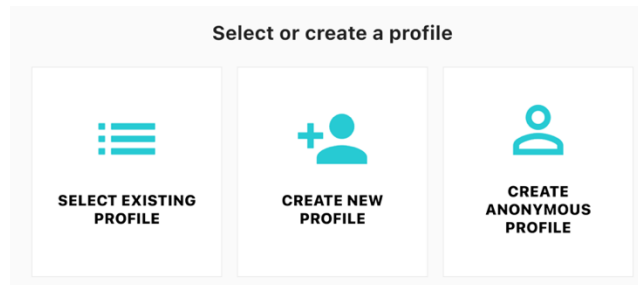 Select or create a profile
SELECT EXISTING
PROFILE
CREATE NEW
PROFILE
CREATE
ANONYMOUS
PROFILE